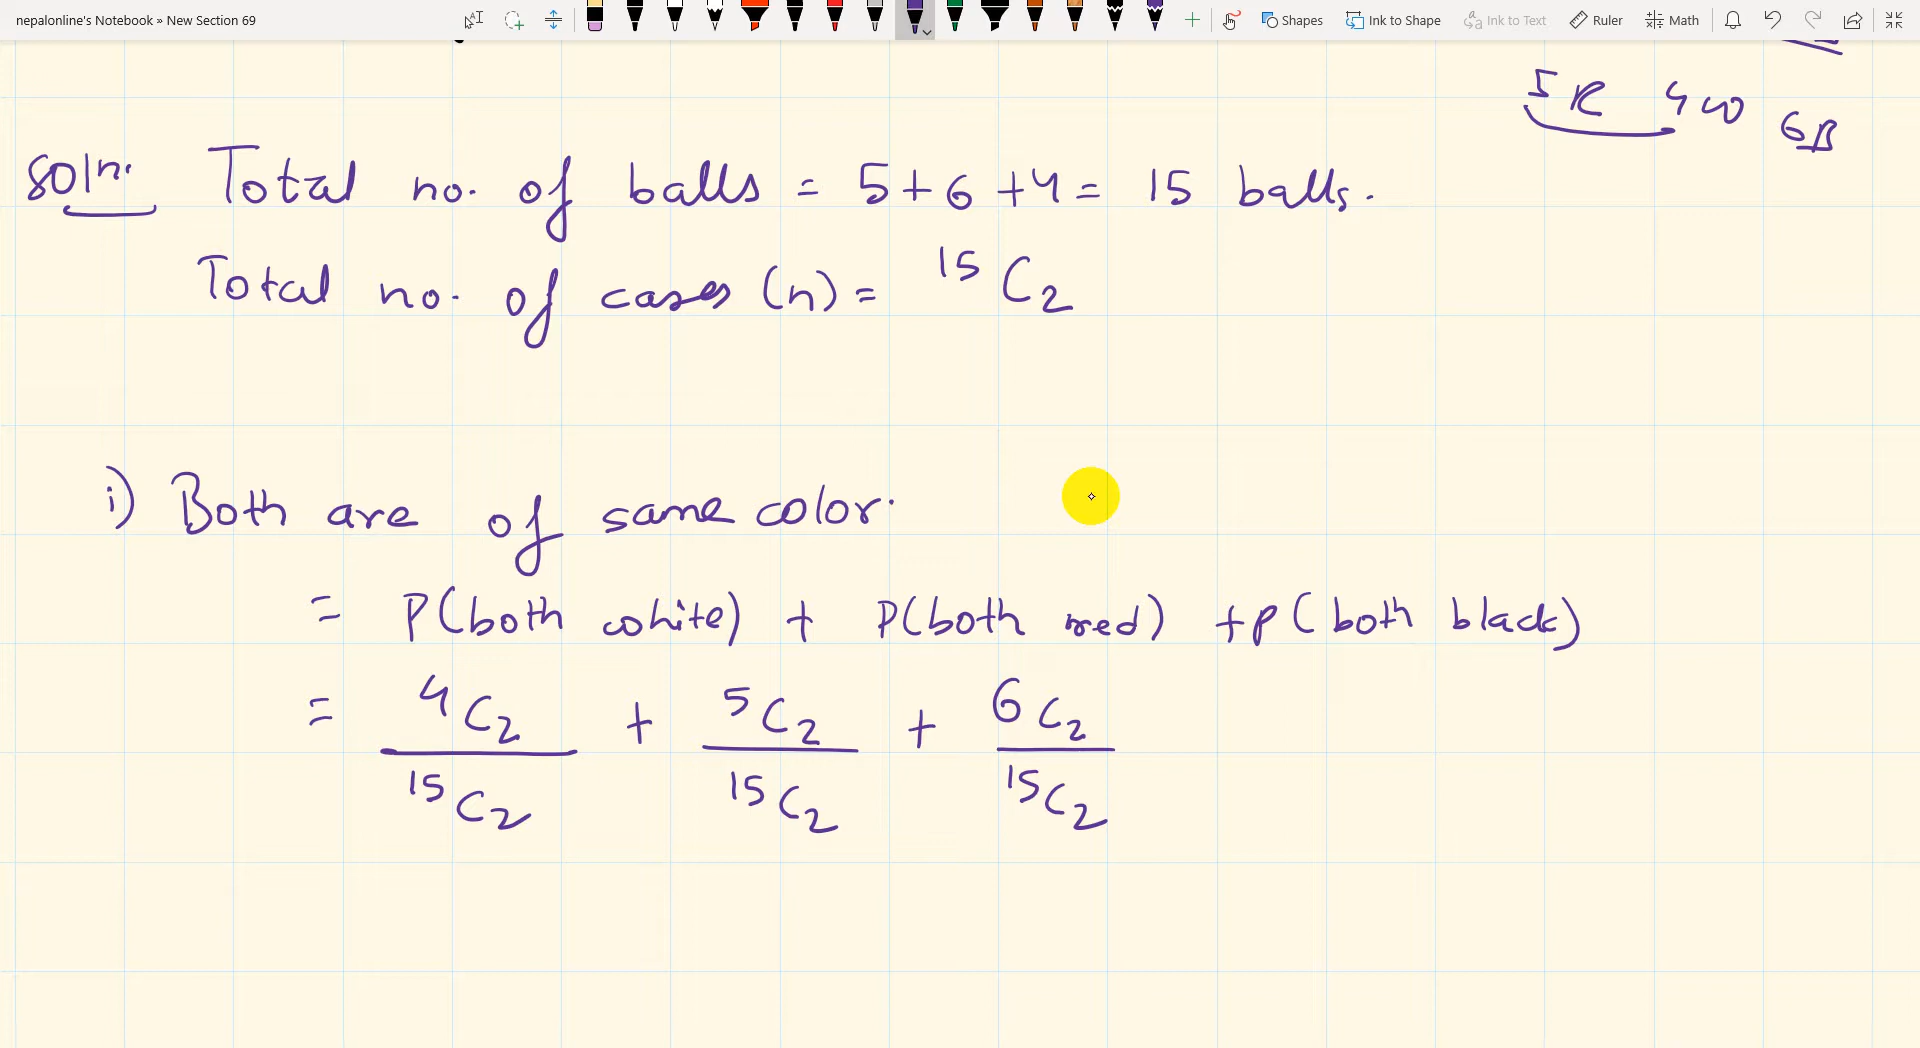 nepalonline's Notebook » New Section 69
Shapes Ink to Shape Ink to Text Ruler Math
5R 4W 6B
Soln. Total no. of balls = 5+6+4 = 15 balls.
Total no. of cases (n) = ¹⁵C₂
i) Both are of same color.
= P(both white) + P(both red) + P(both black)
= ⁴C₂/¹⁵C₂ + ⁵C₂/¹⁵C₂ + ⁶C₂/¹⁵C₂